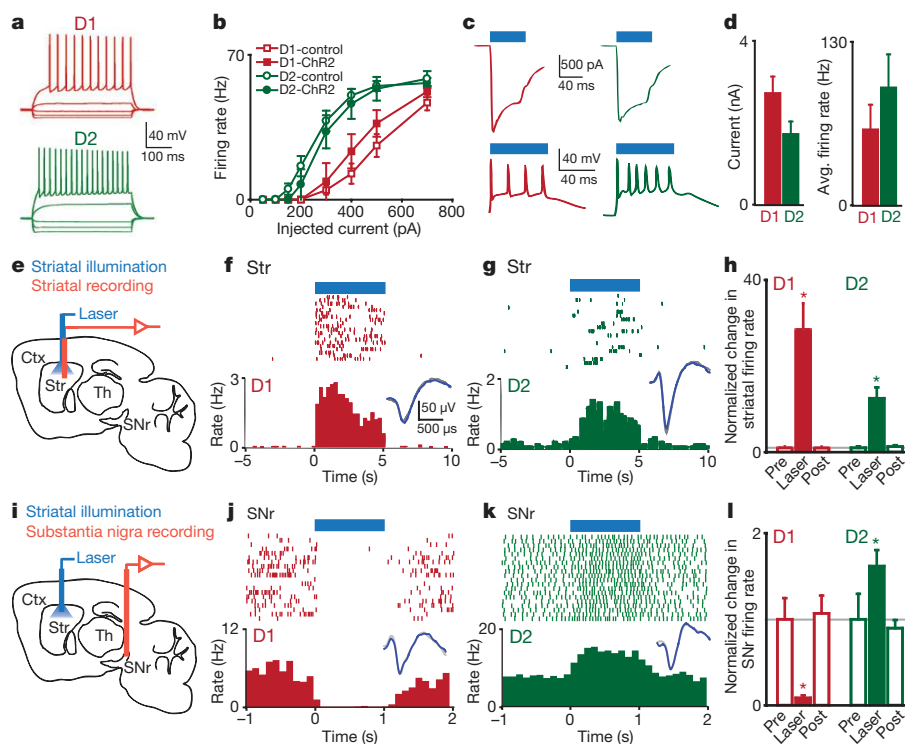 a
D1
D2
40 mV
100 ms
b
70
0
Firing rate (Hz)
D1-control
D1-ChR2
D2-control
D2-ChR2
0 200 400 600 800
Injected current (pA)
c
500 pA
40 ms
40 mV
40 ms
d
4
0
Current (nA)
D1 D2
130
0
Avg. firing rate (Hz)
D1 D2
e
Striatal illumination
Striatal recording
Laser
Ctx
Str
Th
SNr
f Str
D1
3
0
Rate (Hz)
50 µV
500 µs
−5 0 5 10
Time (s)
g Str
D2
2
0
Rate (Hz)
−5 0 5 10
Time (s)
h
40
0
Normalized change in
striatal firing rate
D1 D2
* *
Pre Laser Post Pre Laser Post
i
Striatal illumination
Substantia nigra recording
Laser
Ctx
Str
Th
SNr
j SNr
D1
12
0
Rate (Hz)
−1 0 1 2
Time (s)
k SNr
D2
20
0
Rate (Hz)
−1 0 1 2
Time (s)
l
2
0
Normalized change in
SNr firing rate
D1 D2
* *
Pre Laser Post Pre Laser Post